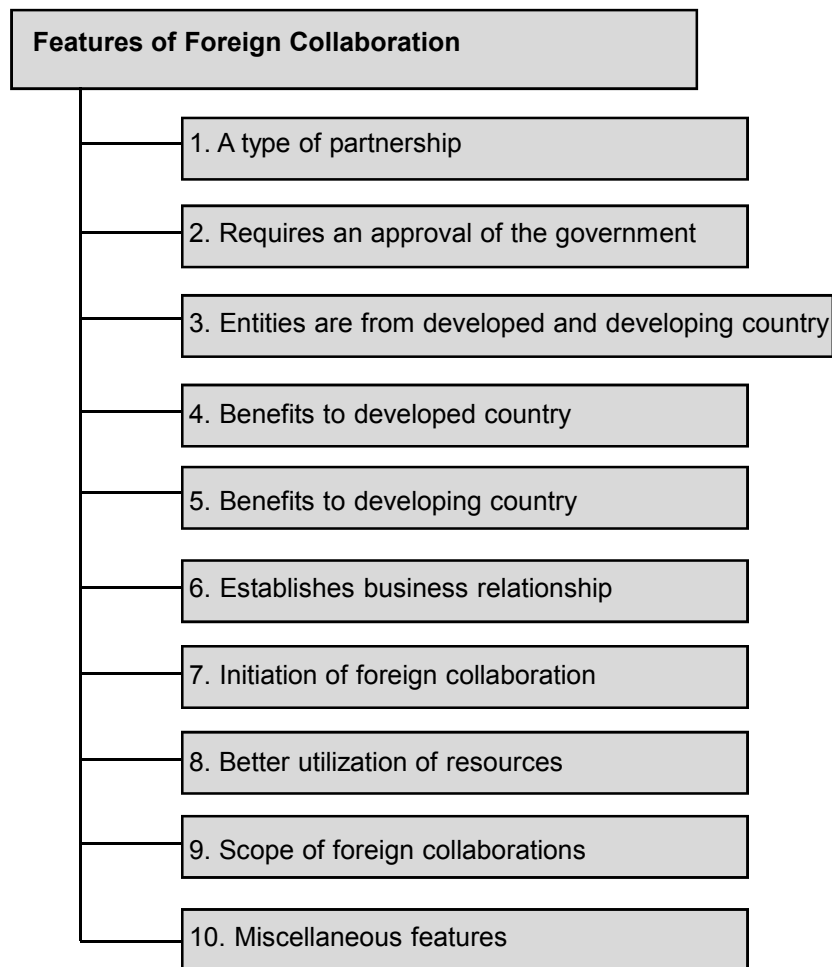 Features of Foreign Collaboration
1. A type of partnership
2. Requires an approval of the government
3. Entities are from developed and developing country
4. Benefits to developed country
5. Benefits to developing country
6. Establishes business relationship
7. Initiation of foreign collaboration
8. Better utilization of resources
9. Scope of foreign collaborations
10. Miscellaneous features